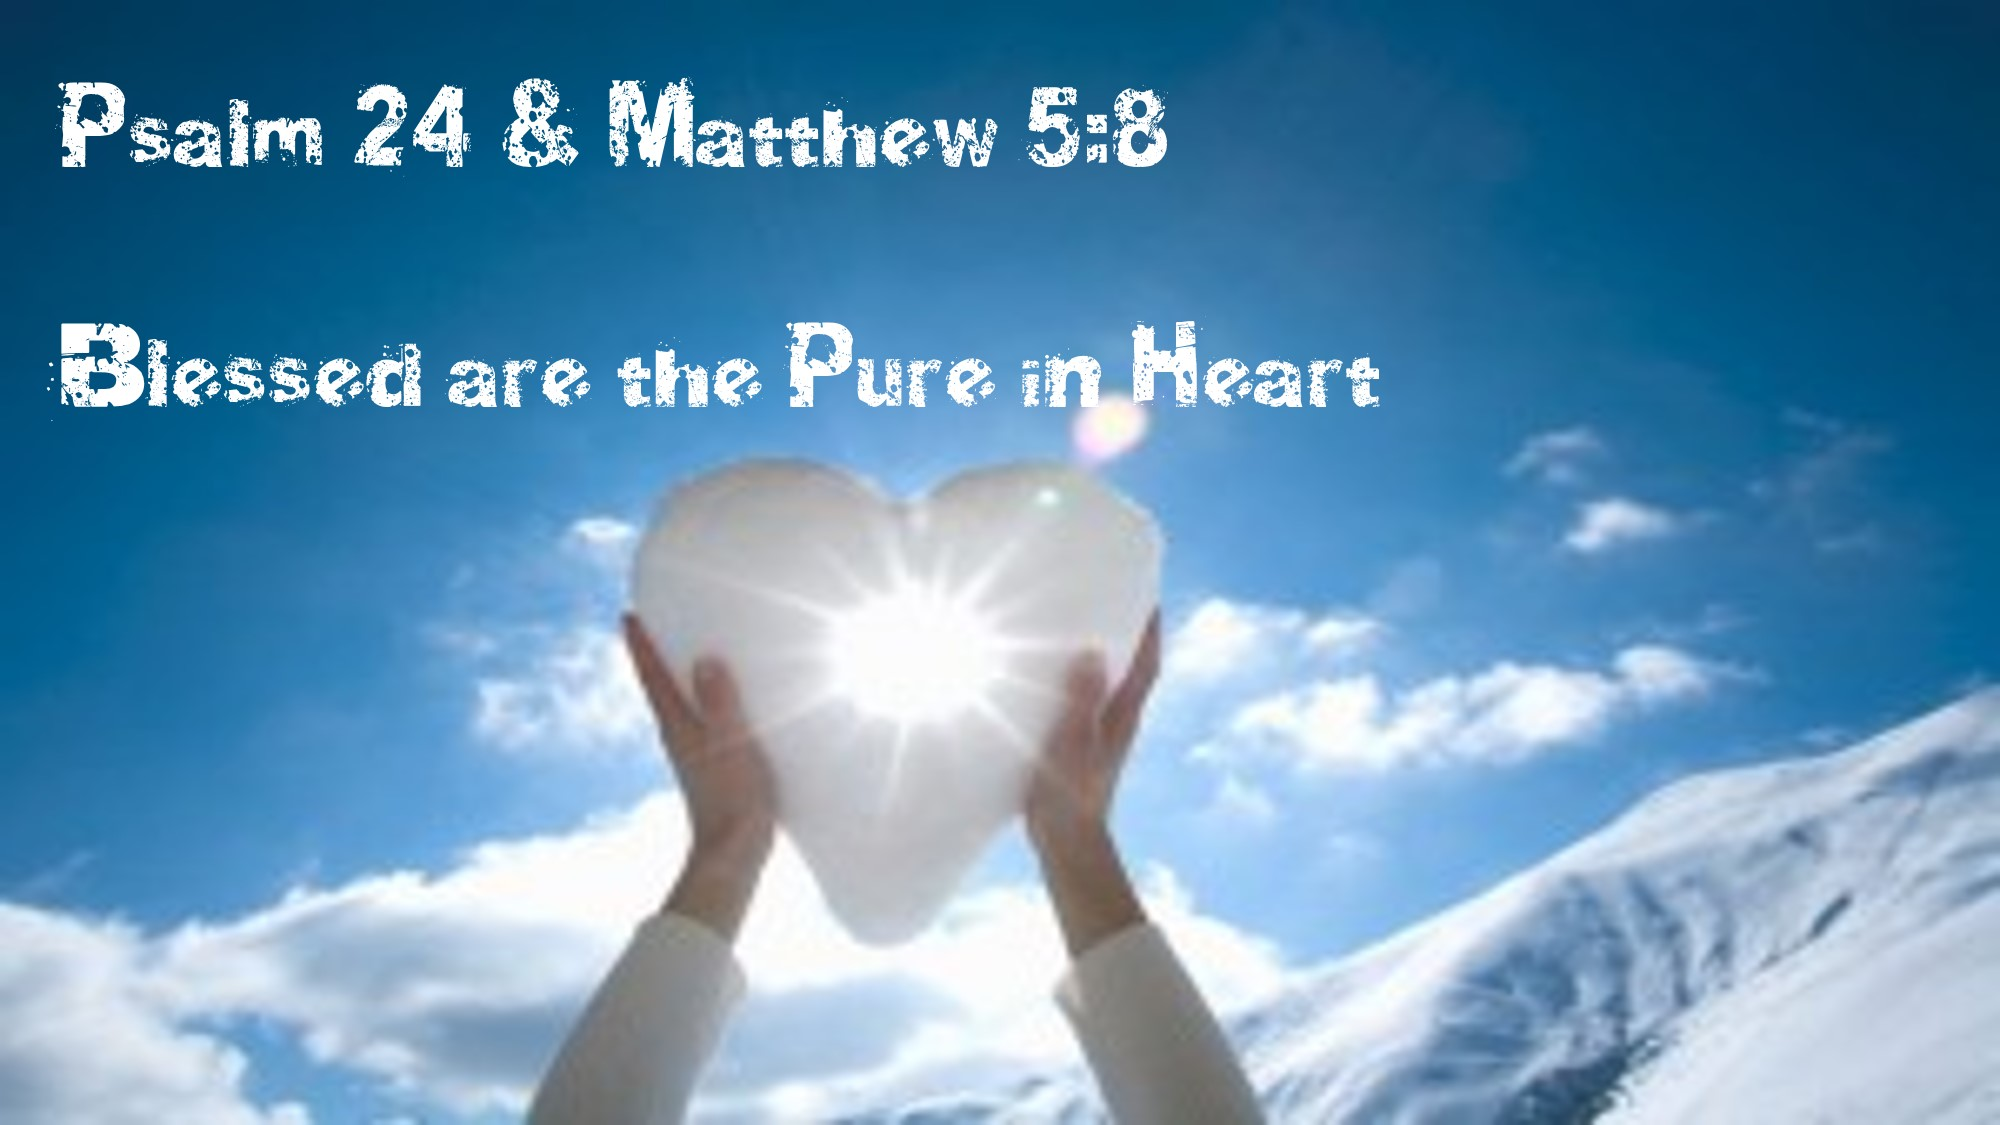 Psalm 24 & Matthew 5:8
Blessed are the Pure in Heart